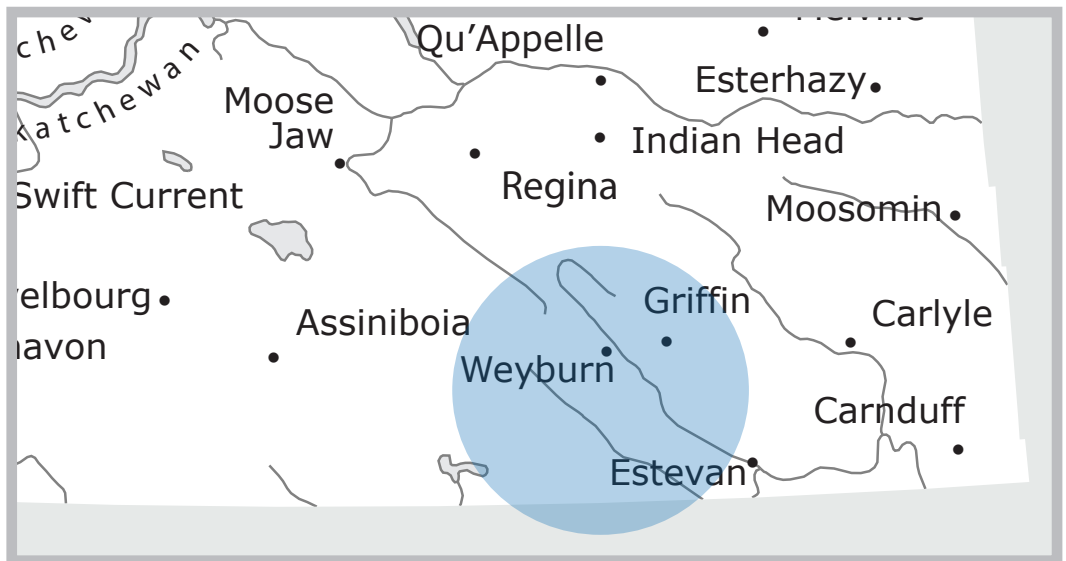 Qu’Appelle
Esterhazy
Moose
Jaw
Indian Head
Regina
Swift Current
Moosomin
Griffin
Carlyle
Assiniboia
Weyburn
Carnduff
Estevan